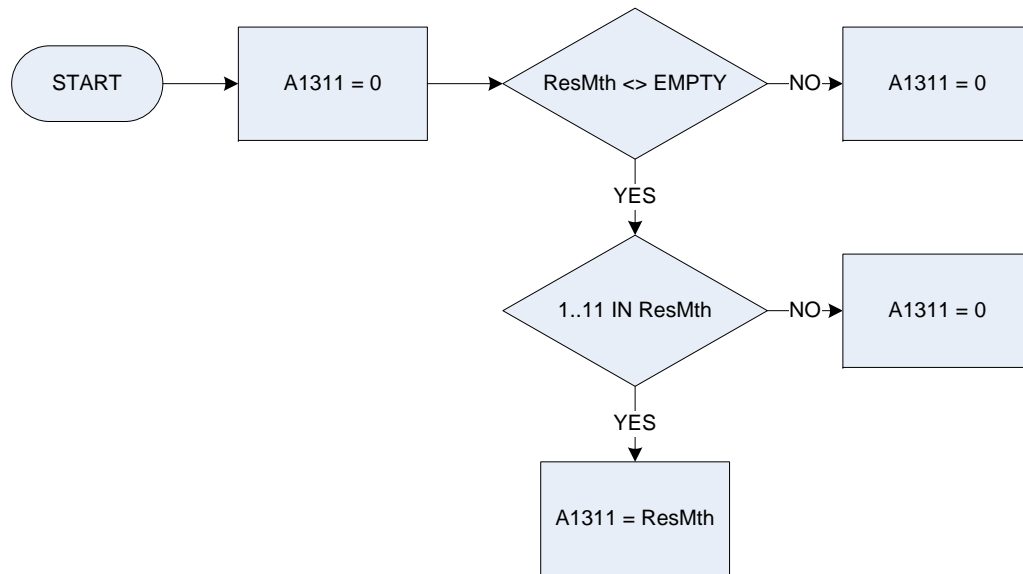 START
A1311 = 0
ResMth <> EMPTY
NO
A1311 = 0
YES
1..11 IN ResMth
NO
A1311 = 0
YES
A1311 = ResMth